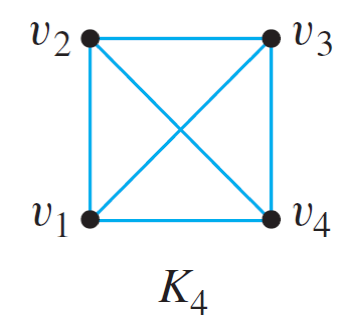 v₂ v₃
v₁ v₄
K₄